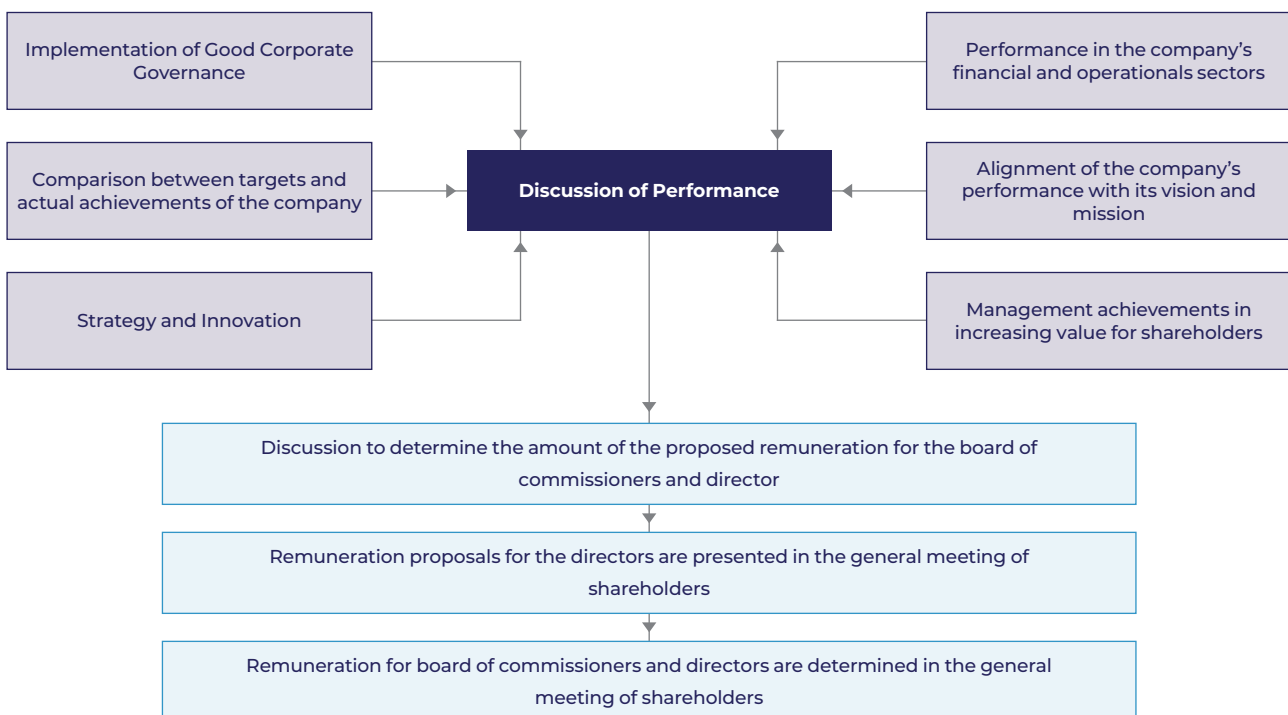 Implementation of Good Corporate
Governance
Performance in the company’s
financial and operationals sectors
Comparison between targets and
actual achievements of the company
Discussion of Performance
Alignment of the company’s
performance with its vision and
mission
Strategy and Innovation
Management achievements in
increasing value for shareholders
Discussion to determine the amount of the proposed remuneration for the board of
commissioners and director
Remuneration proposals for the directors are presented in the general meeting of
shareholders
Remuneration for board of commissioners and directors are determined in the general
meeting of shareholders